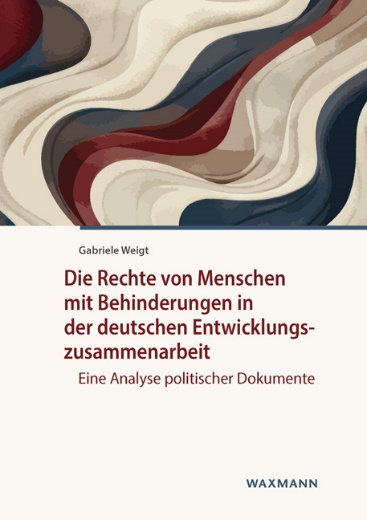 Gabriele Weigt
Die Rechte von Menschen
mit Behinderungen in
der deutschen Entwicklungs-
zusammenarbeit
Eine Analyse politischer Dokumente
WAXMANN